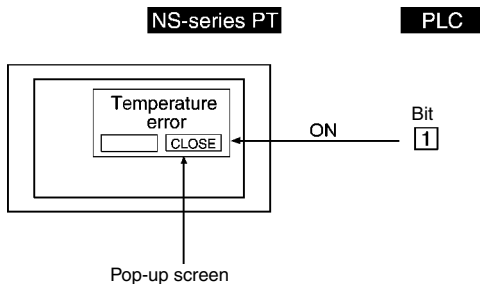 NS-series PT
PLC
Temperature
error
CLOSE
ON
Bit
1
Pop-up screen